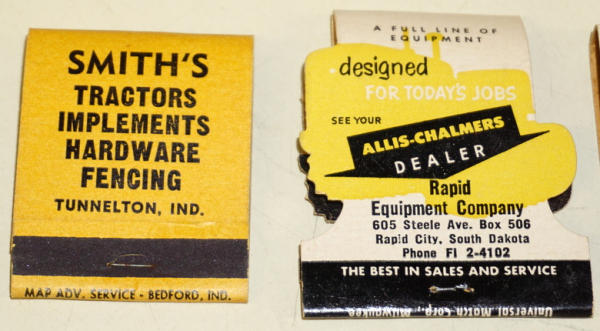 SMITH'S
TRACTORS
IMPLEMENTS
HARDWARE
FENCING
TUNNELTON, IND.
MAP ADV. SERVICE - BEDFORD, IND.
A FULL LINE OF
EQUIPMENT
designed
FOR TODAY'S JOBS
SEE YOUR
ALLIS-CHALMERS
DEALER
Rapid
Equipment Company
605 Steele Ave. Box 506
Rapid City, South Dakota
Phone FI 2-4102
THE BEST IN SALES AND SERVICE
Universal Match Corp., Milwaukee